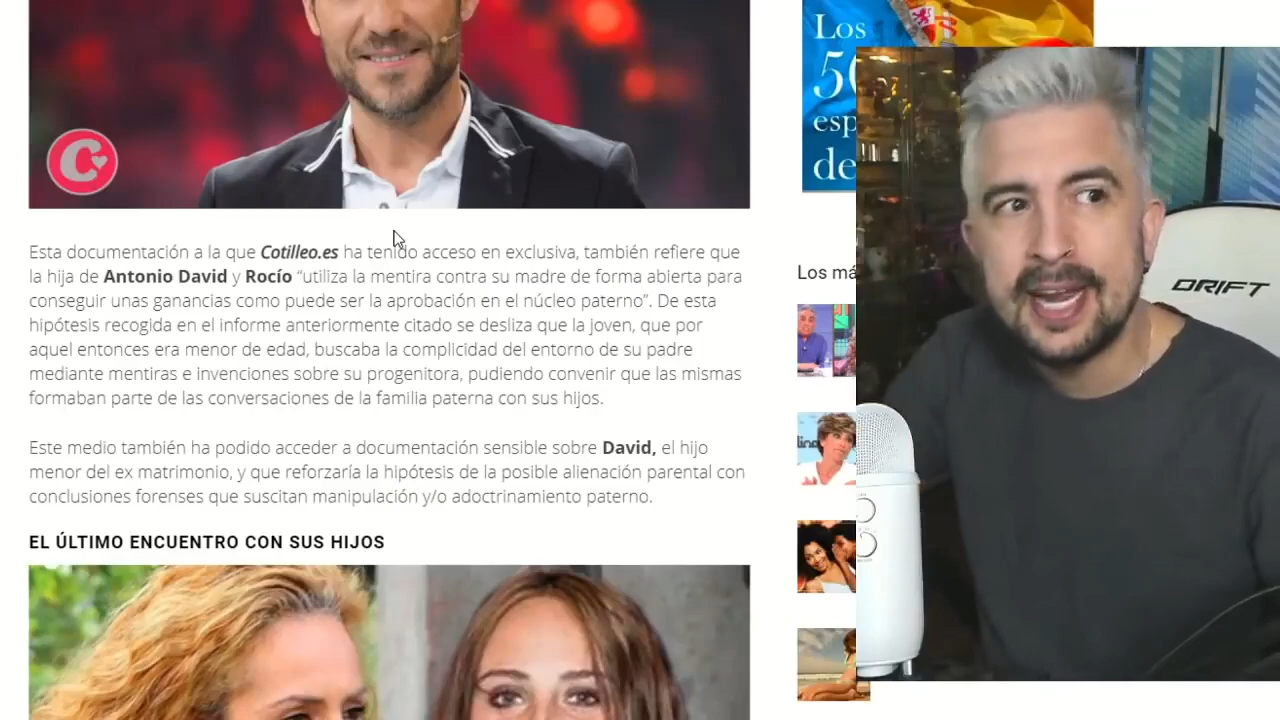 Los
esp
de
C
Esta documentación a la que Cotilleo.es ha tenido acceso en exclusiva, también refiere que
la hija de Antonio David y Rocío “utiliza la mentira contra su madre de forma abierta para
conseguir unas ganancias como puede ser la aprobación en el núcleo paterno”. De esta
hipótesis recogida en el informe anteriormente citado se desliza que la joven, que por
aquel entonces era menor de edad, buscaba la complicidad del entorno de su padre
mediante mentiras e invenciones sobre su progenitora, pudiendo convenir que las mismas
formaban parte de las conversaciones de la familia paterna con sus hijos.
Este medio también ha podido acceder a documentación sensible sobre David, el hijo
menor del ex matrimonio, y que reforzaría la hipótesis de la posible alienación parental con
conclusiones forenses que suscitan manipulación y/o adoctrinamiento paterno.
EL ÚLTIMO ENCUENTRO CON SUS HIJOS
Los má
DRIFT